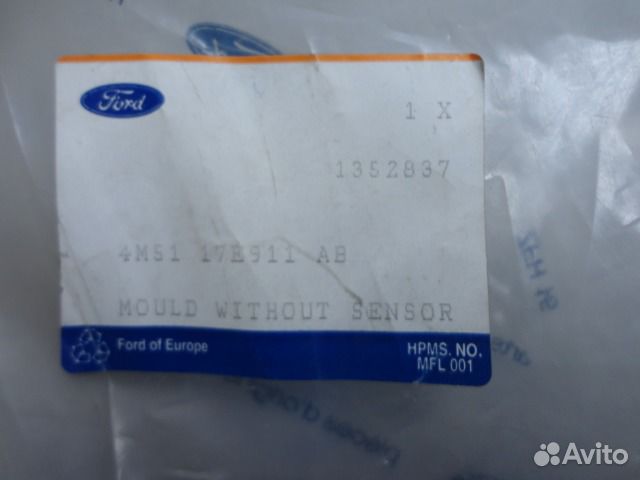 Ford
1 X
1352837
4M51 17E911 AB
MOULD WITHOUT SENSOR
Ford of Europe
HPMS. NO.
MFL 001
Avito